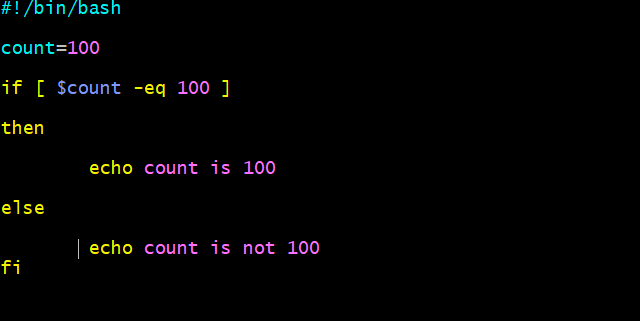 #!/bin/bash
count=100
if [ $count -eq 100 ]
then
echo count is 100
else
echo count is not 100
fi